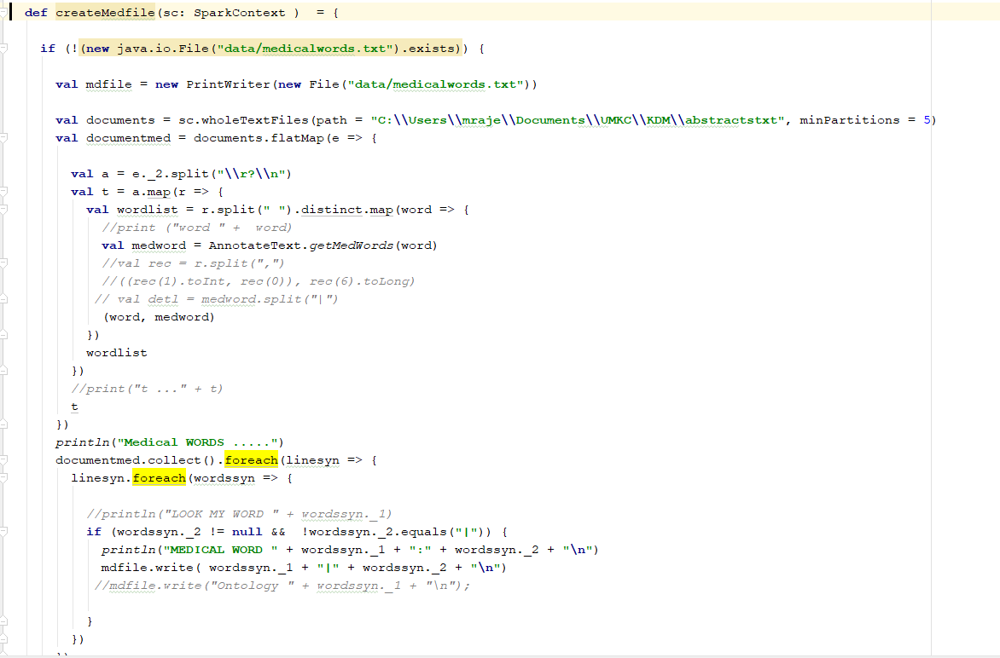 def createMedfile(sc: SparkContext )  = {
if (!(new java.io.File("data/medicalwords.txt").exists)) {
val mdfile = new PrintWriter(new File("data/medicalwords.txt"))
val documents = sc.wholeTextFiles(path = "C:\\Users\\mraje\\Documents\\UMKC\\KDM\\abstractstxt", minPartitions = 5)
val documentmed = documents.flatMap(e => {
val a = e._2.split("\\r?\\n")
val t = a.map(r => {
val wordlist = r.split(" ").distinct.map(word => {
//print ("word " +  word)
val medword = AnnotateText.getMedWords(word)
//val rec = r.split(",")
//((rec(1).toInt, rec(0)), rec(6).toLong)
// val detl = medword.split("|")
(word, medword)
})
wordlist
})
//print("t ..." + t)
t
})
println("Medical WORDS .....")
documentmed.collect().foreach(linesyn => {
linesyn.foreach(wordssyn => {
//println("LOOK MY WORD " + wordssyn._1)
if (wordssyn._2 != null &&  !wordssyn._2.equals("|")) {
println("MEDICAL WORD " + wordssyn._1 + ":" + wordssyn._2 + "\n")
mdfile.write( wordssyn._1 + "|" + wordssyn._2 + "\n")
//mdfile.write("Ontology " + wordssyn._1 + "\n");
}
})